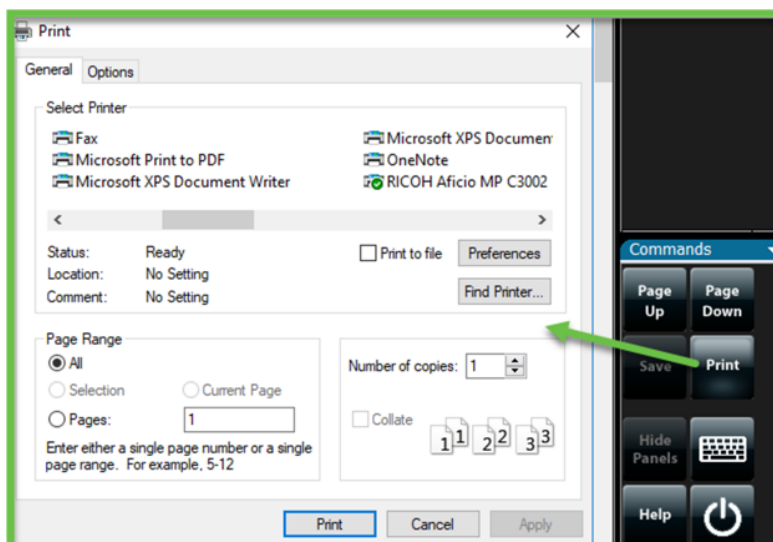 Print
General Options
Select Printer
Fax
Microsoft Print to PDF
Microsoft XPS Document Writer
Microsoft XPS Documen
OneNote
RICOH Aficio MP C3002
Status: Ready
Location: No Setting
Comment: No Setting
Print to file
Preferences
Find Printer...
Page Range
All
Selection Current Page
Pages: 1
Enter either a single page number or a single
page range. For example, 5-12
Number of copies: 1
Collate
1 1 2 2 3 3
Print Cancel Apply
Commands
Page
Up
Page
Down
Save
Print
Hide
Panels
Help